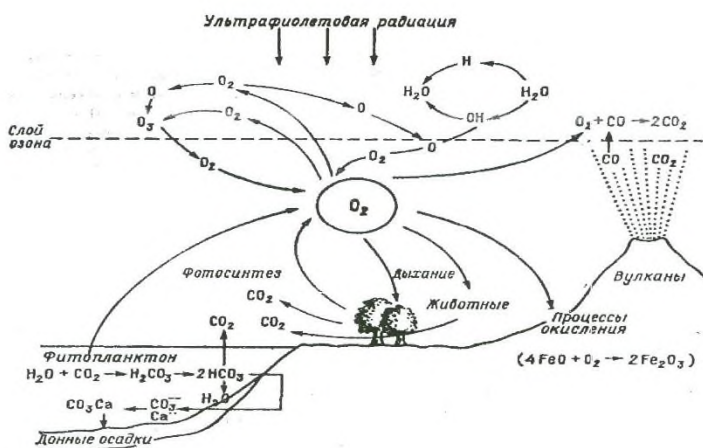 Ультрафиолетовая радиация
O
O₂
H
H₂O
H₂O
O₃
O₂
O
OH
O₂ + CO → 2CO₂
Слой озона
O₂
O₂
O
CO
CO₂
O₂
Фотосинтез
Дыхание
Вулканы
CO₂
Животные
Процессы окисления
CO₂
CO₂
(4FeO + O₂ → 2Fe₂O₃)
Фитопланктон
H₂O + CO₂ → H₂CO₃ → 2HCO₃
H₂O
CO₃Ca
CO₃⁻⁻
Ca¨
Донные осадки